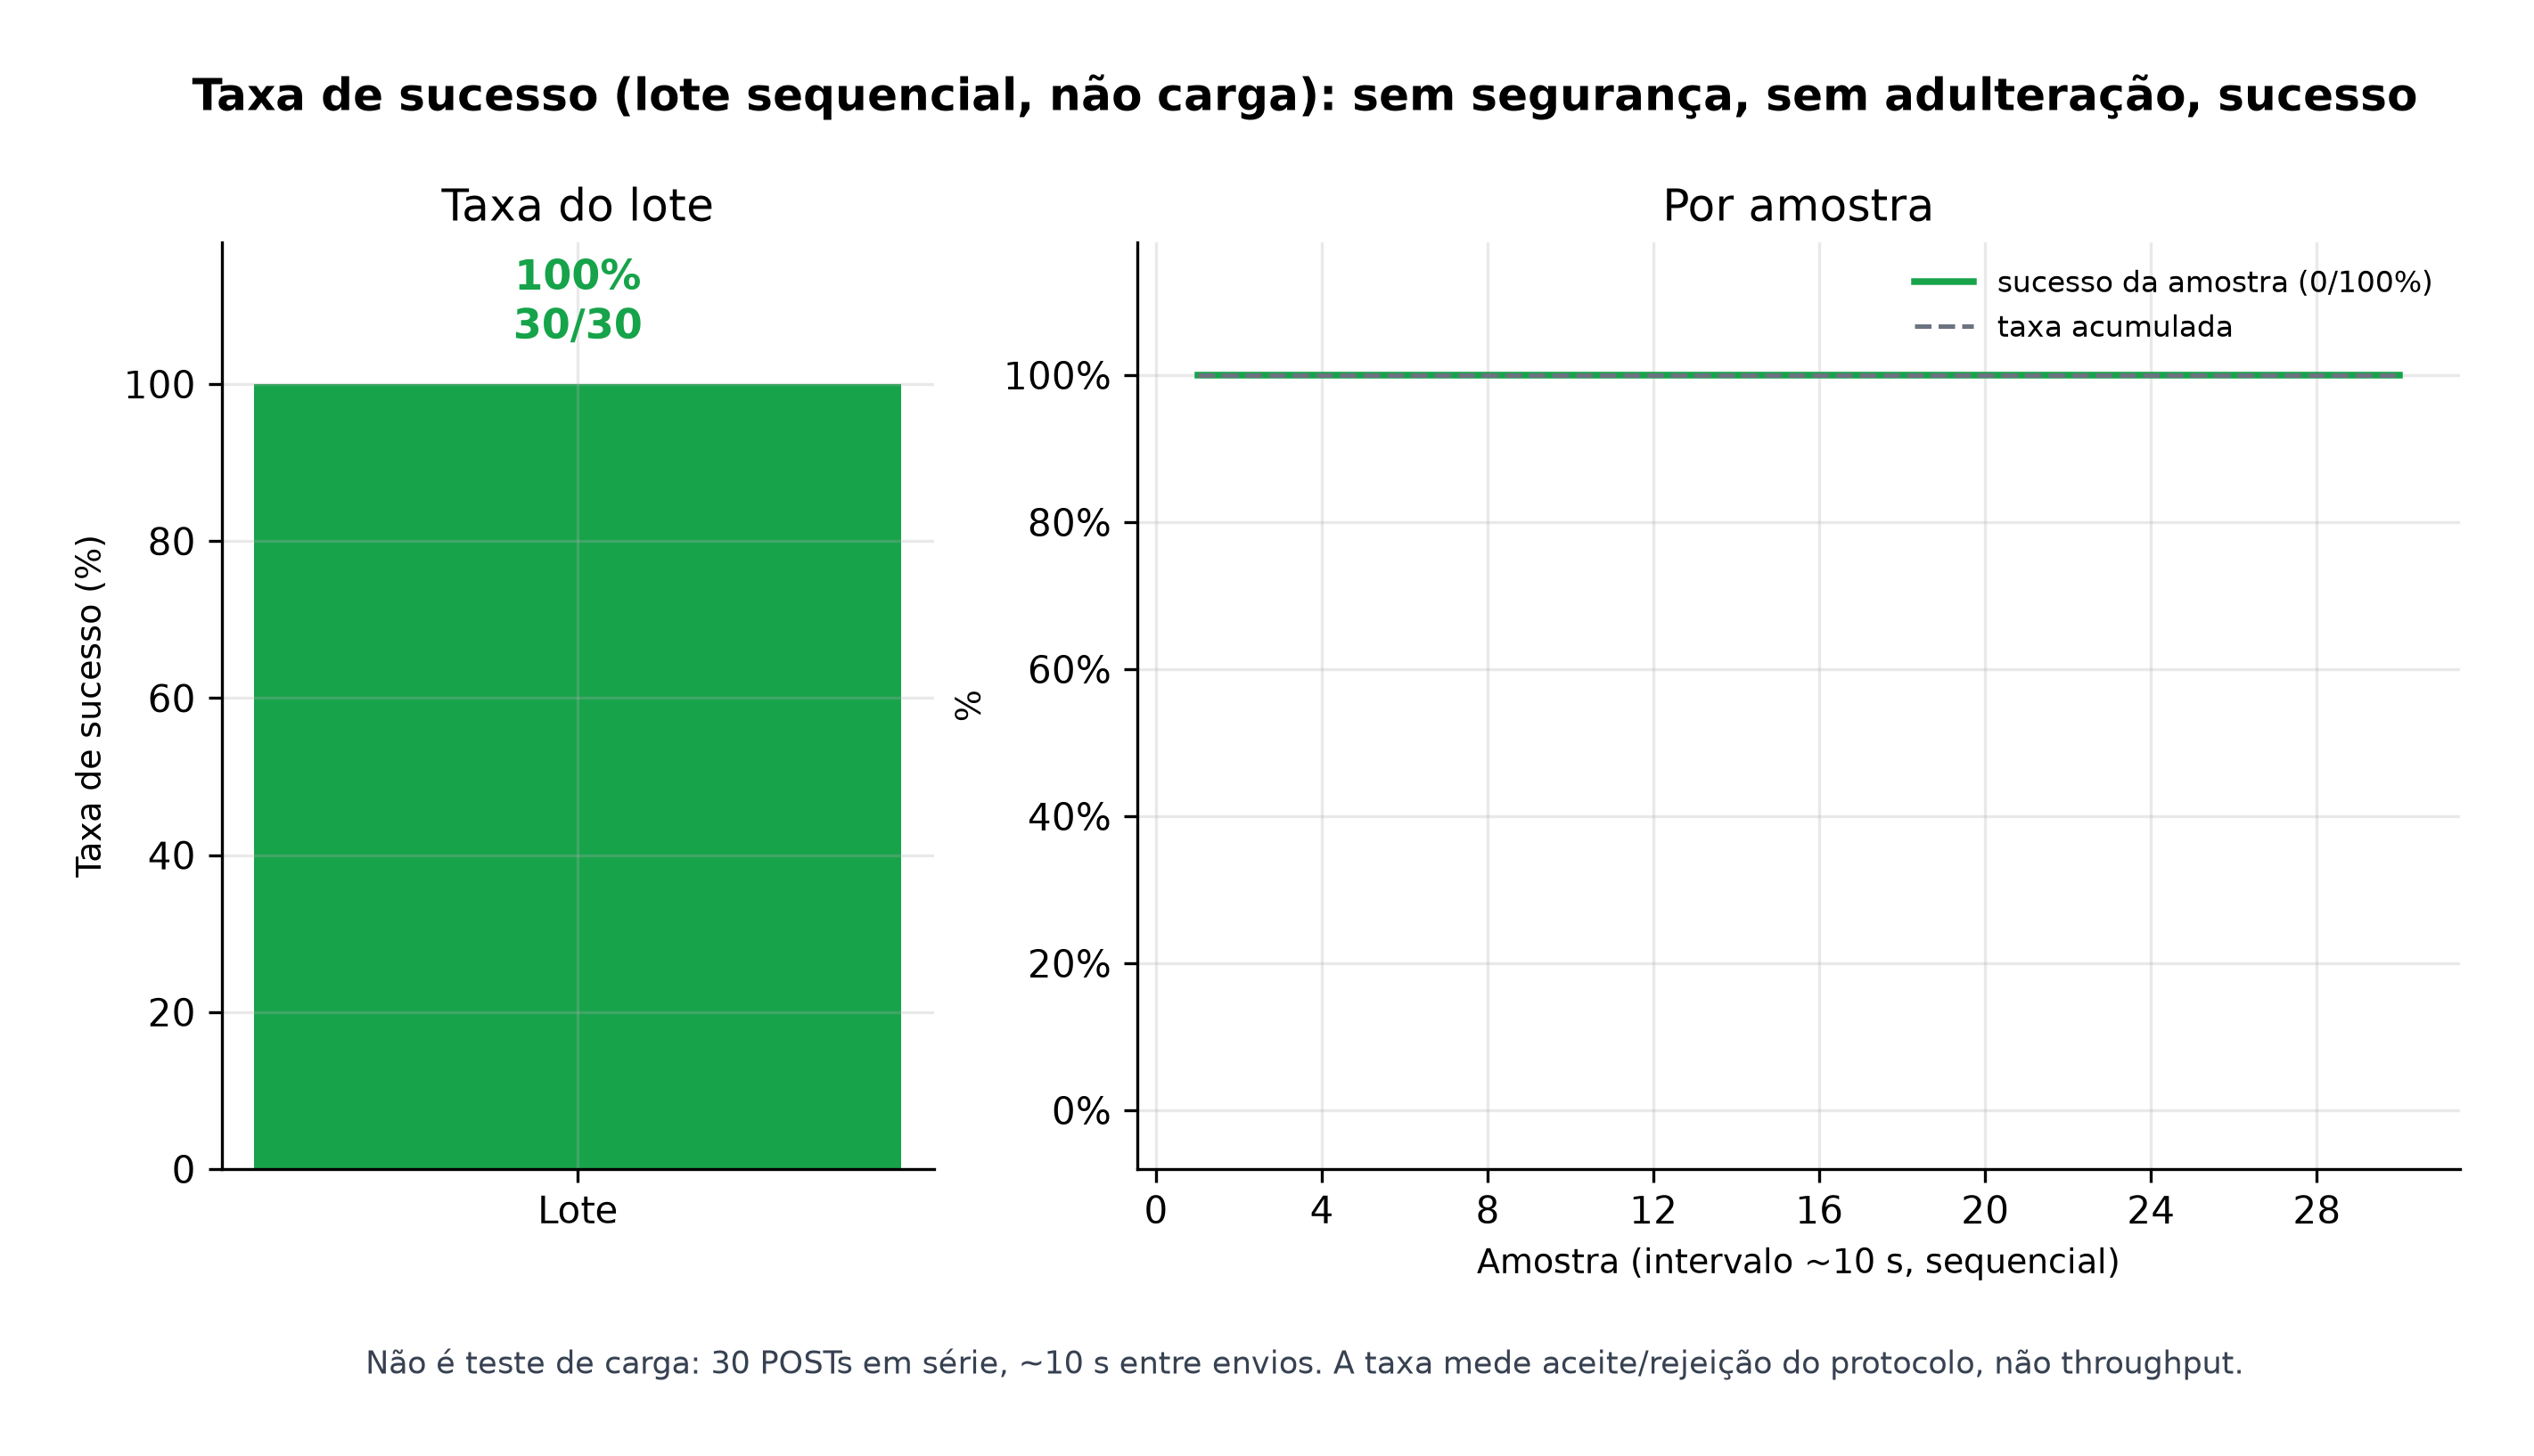 Taxa de sucesso (lote sequencial, não carga): sem segurança, sem adulteração, sucesso
Taxa do lote
100%
30/30
Taxa de sucesso (%)
100
80
60
40
20
0
Lote
Por amostra
sucesso da amostra (0/100%)
taxa acumulada
%
100%
80%
60%
40%
20%
0%
0 4 8 12 16 20 24 28
Amostra (intervalo ~10 s, sequencial)
Não é teste de carga: 30 POSTs em série, ~10 s entre envios. A taxa mede aceite/rejeição do protocolo, não throughput.